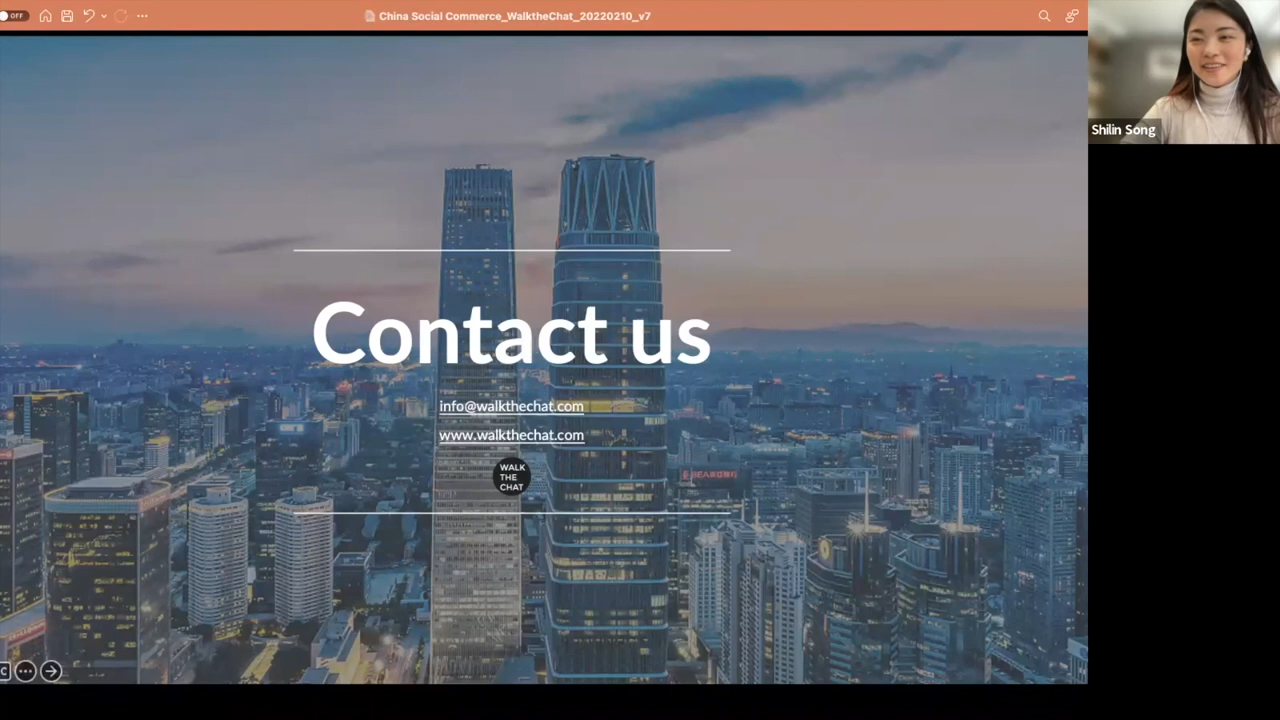 OFF
China Social Commerce_WalktheChat_20220210_v7
Shilin Song
Contact us
info@walkthechat.com
www.walkthechat.com
WALK
THE
CHAT